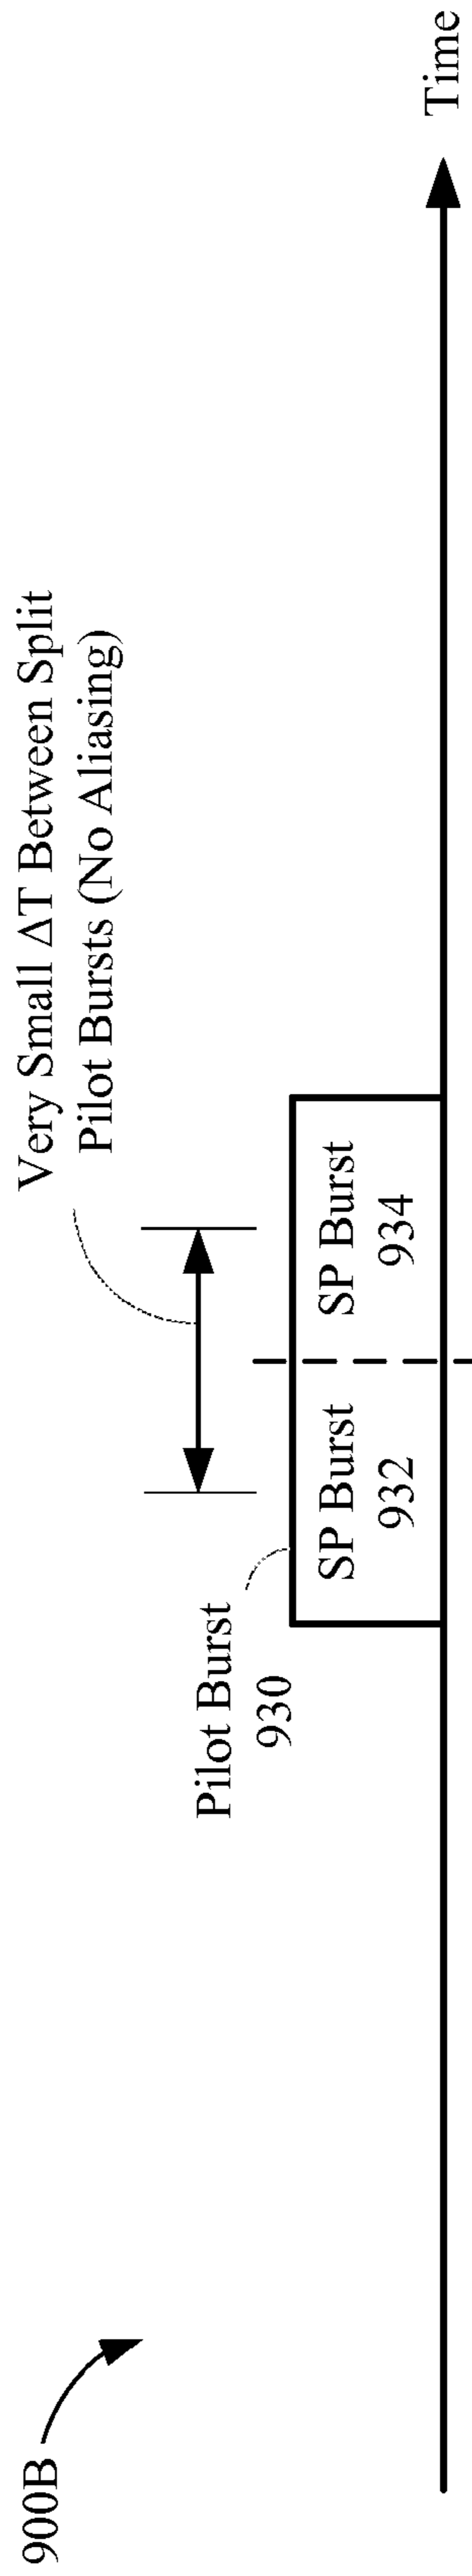 900B
Very Small ΔT Between Split
Pilot Bursts (No Aliasing)
Pilot Burst
930
SP Burst
932
SP Burst
934
Time